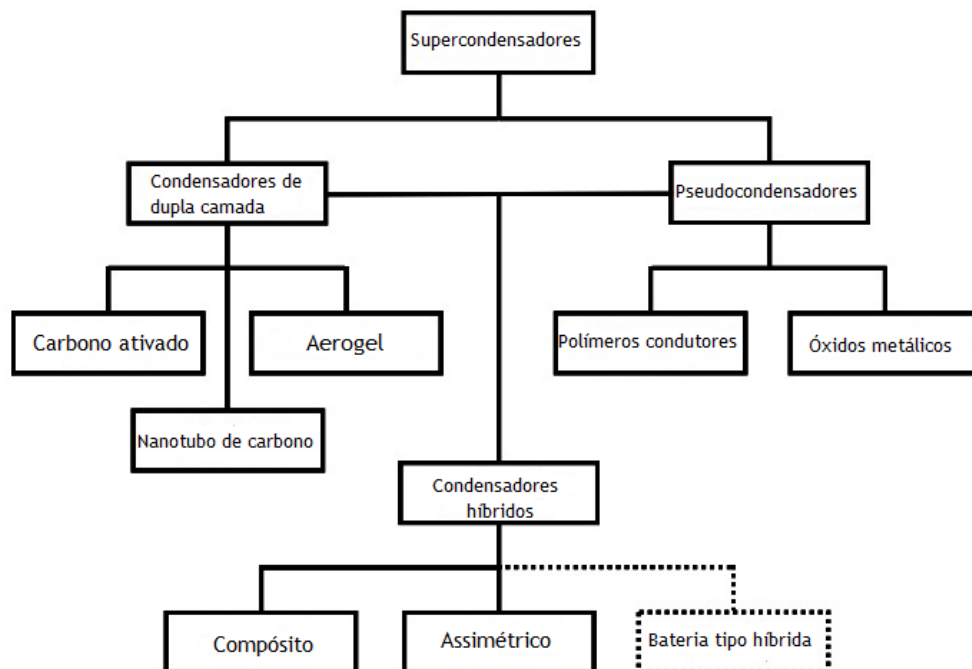 Supercondensadores
Condensadores de
dupla camada
Pseudocondensadores
Carbono ativado
Aerogel
Polímeros condutores
Óxidos metálicos
Nanotubo de carbono
Condensadores
híbridos
Compósito
Assimétrico
Bateria tipo híbrida